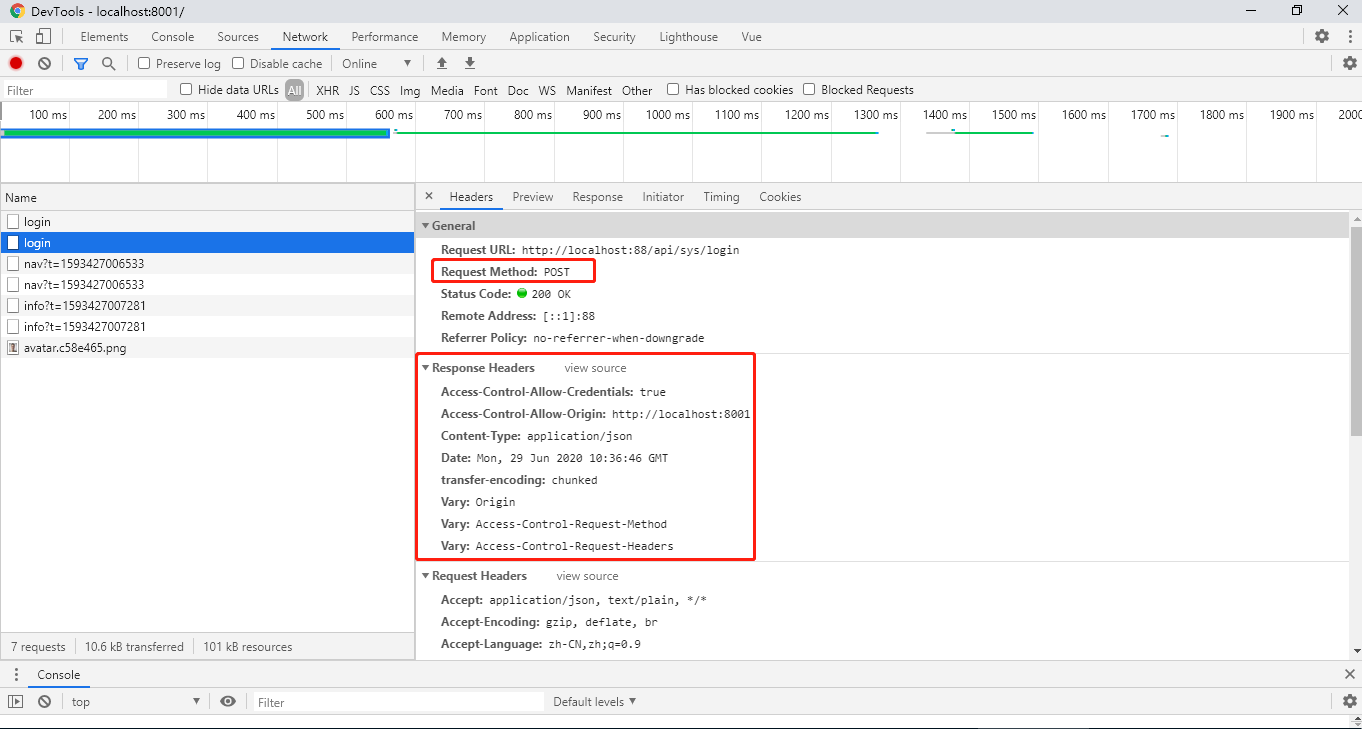 DevTools - localhost:8001/
Elements Console Sources Network Performance Memory Application Security Lighthouse Vue
Preserve log Disable cache Online
Filter Hide data URLs All XHR JS CSS Img Media Font Doc WS Manifest Other Has blocked cookies Blocked Requests
100 ms 200 ms 300 ms 400 ms 500 ms 600 ms 700 ms 800 ms 900 ms 1000 ms 1100 ms 1200 ms 1300 ms 1400 ms 1500 ms 1600 ms 1700 ms 1800 ms 1900 ms 2000
Name
login
login
nav?t=1593427006533
nav?t=1593427006533
info?t=1593427007281
info?t=1593427007281
avatar.c58e465.png
7 requests 10.6 kB transferred 101 kB resources
Headers Preview Response Initiator Timing Cookies
General
Request URL: http://localhost:88/api/sys/login
Request Method: POST
Status Code: 200 OK
Remote Address: [::1]:88
Referrer Policy: no-referrer-when-downgrade
Response Headers view source
Access-Control-Allow-Credentials: true
Access-Control-Allow-Origin: http://localhost:8001
Content-Type: application/json
Date: Mon, 29 Jun 2020 10:36:46 GMT
transfer-encoding: chunked
Vary: Origin
Vary: Access-Control-Request-Method
Vary: Access-Control-Request-Headers
Request Headers view source
Accept: application/json, text/plain, */*
Accept-Encoding: gzip, deflate, br
Accept-Language: zh-CN,zh;q=0.9
Console
top Filter Default levels